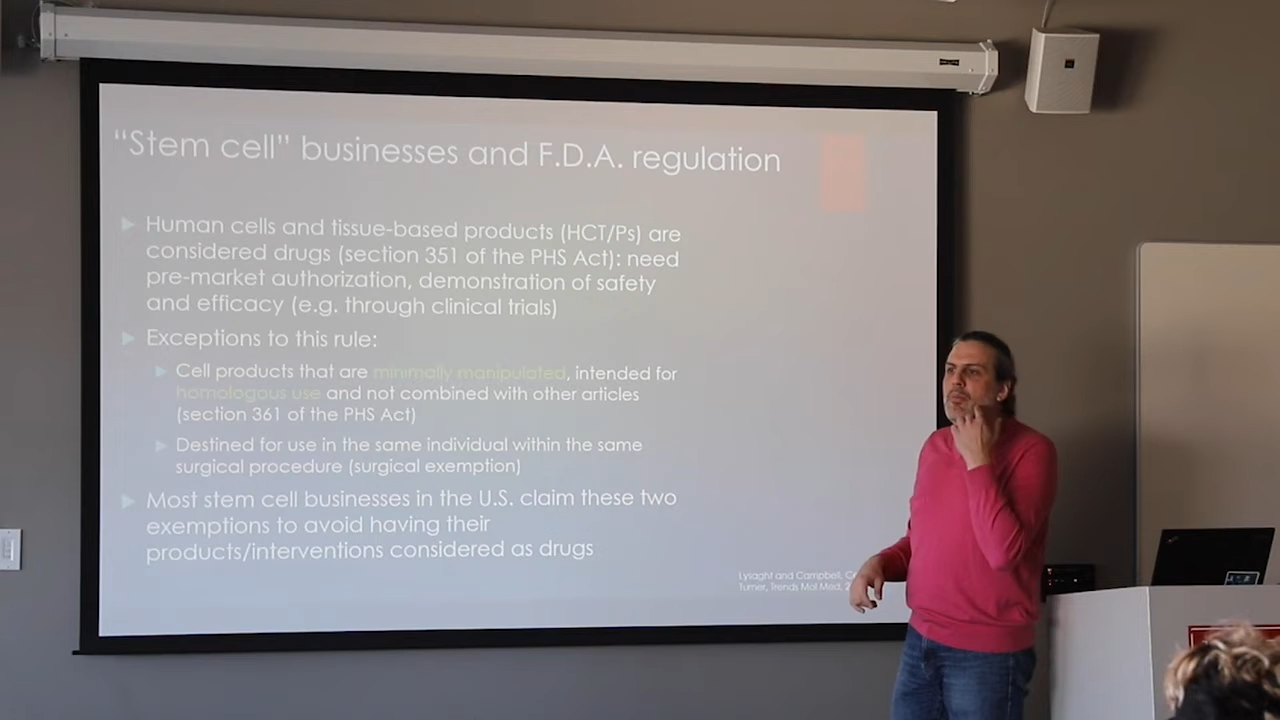 “Stem cell” businesses and F.D.A. regulation
Human cells and tissue-based products (HCT/Ps) are
considered drugs (section 351 of the PHS Act): need
pre-market authorization, demonstration of safety
and efficacy (e.g. through clinical trials)
Exceptions to this rule:
Cell products that are minimally manipulated, intended for
homologous use and not combined with other articles
(section 361 of the PHS Act)
Destined for use in the same individual within the same
surgical procedure (surgical exemption)
Most stem cell businesses in the U.S. claim these two
exemptions to avoid having their
products/interventions considered as drugs
Lysaght and Campbell,
Turner, Trends Mol Med,